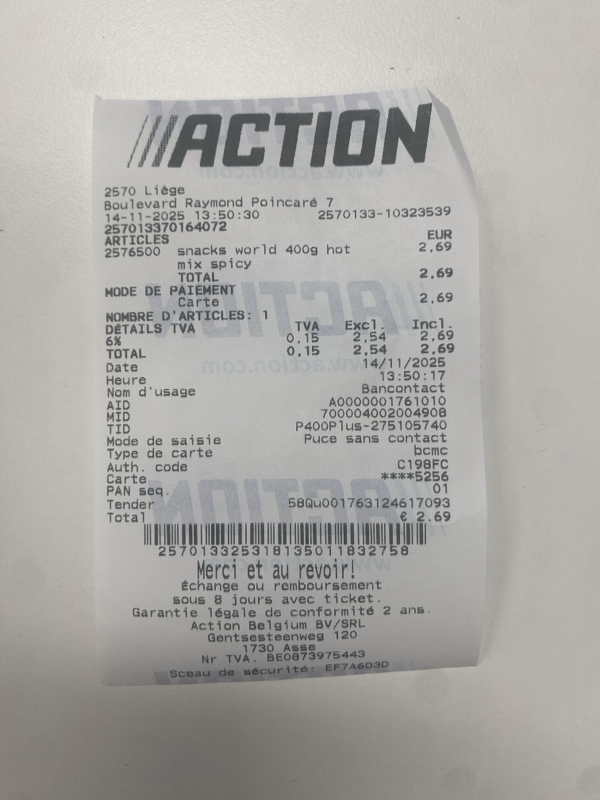 ACTION
2570 Liège
Boulevard Raymond Poincaré 7
14-11-2025 13:50:30 2570133-10323539
257013370164072
ARTICLES EUR
2576500 snacks world 400g hot 2,69
mix spicy
TOTAL 2,69
MODE DE PAIEMENT
Carte 2,69
NOMBRE D'ARTICLES: 1
DÉTAILS TVA TVA Excl. Incl.
6% 0,15 2,54 2,69
TOTAL 0,15 2,54 2,69
Date 14/11/2025
Heure 13:50:17
Nom d'usage Bancontact
AID A0000001761010
MID 700004002004908
TID P400Plus-275105740
Mode de saisie Puce sans contact
Type de carte bcmc
Auth. code C198FC
Carte ****5256
PAN seq. 01
Tender 58Qu001763124617093
Total € 2.69
257013325318135011832758
Merci et au revoir!
Échange ou remboursement
sous 8 jours avec ticket.
Garantie légale de conformité 2 ans.
Action Belgium BV/SRL
Gentsesteenweg 120
1730 Asse
Nr TVA. BE0873975443
Sceau de sécurité: EF7A6D3D